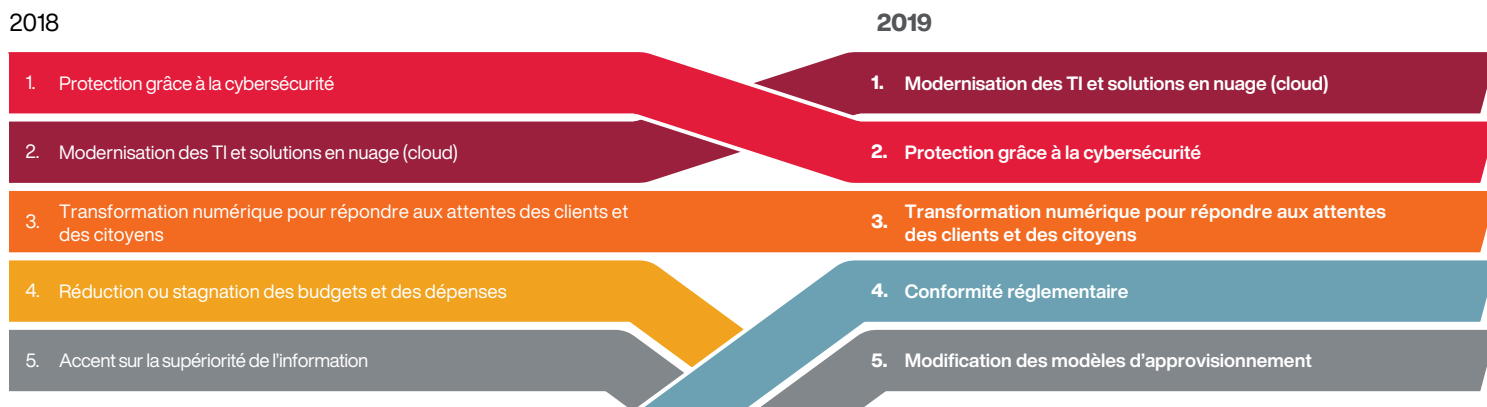 2018
2019
1. Protection grâce à la cybersécurité
1. Modernisation des TI et solutions en nuage (cloud)
2. Modernisation des TI et solutions en nuage (cloud)
2. Protection grâce à la cybersécurité
3. Transformation numérique pour répondre aux attentes des clients et
des citoyens
3. Transformation numérique pour répondre aux attentes
des clients et des citoyens
4. Réduction ou stagnation des budgets et des dépenses
4. Conformité réglementaire
5. Accent sur la supériorité de l'information
5. Modification des modèles d'approvisionnement